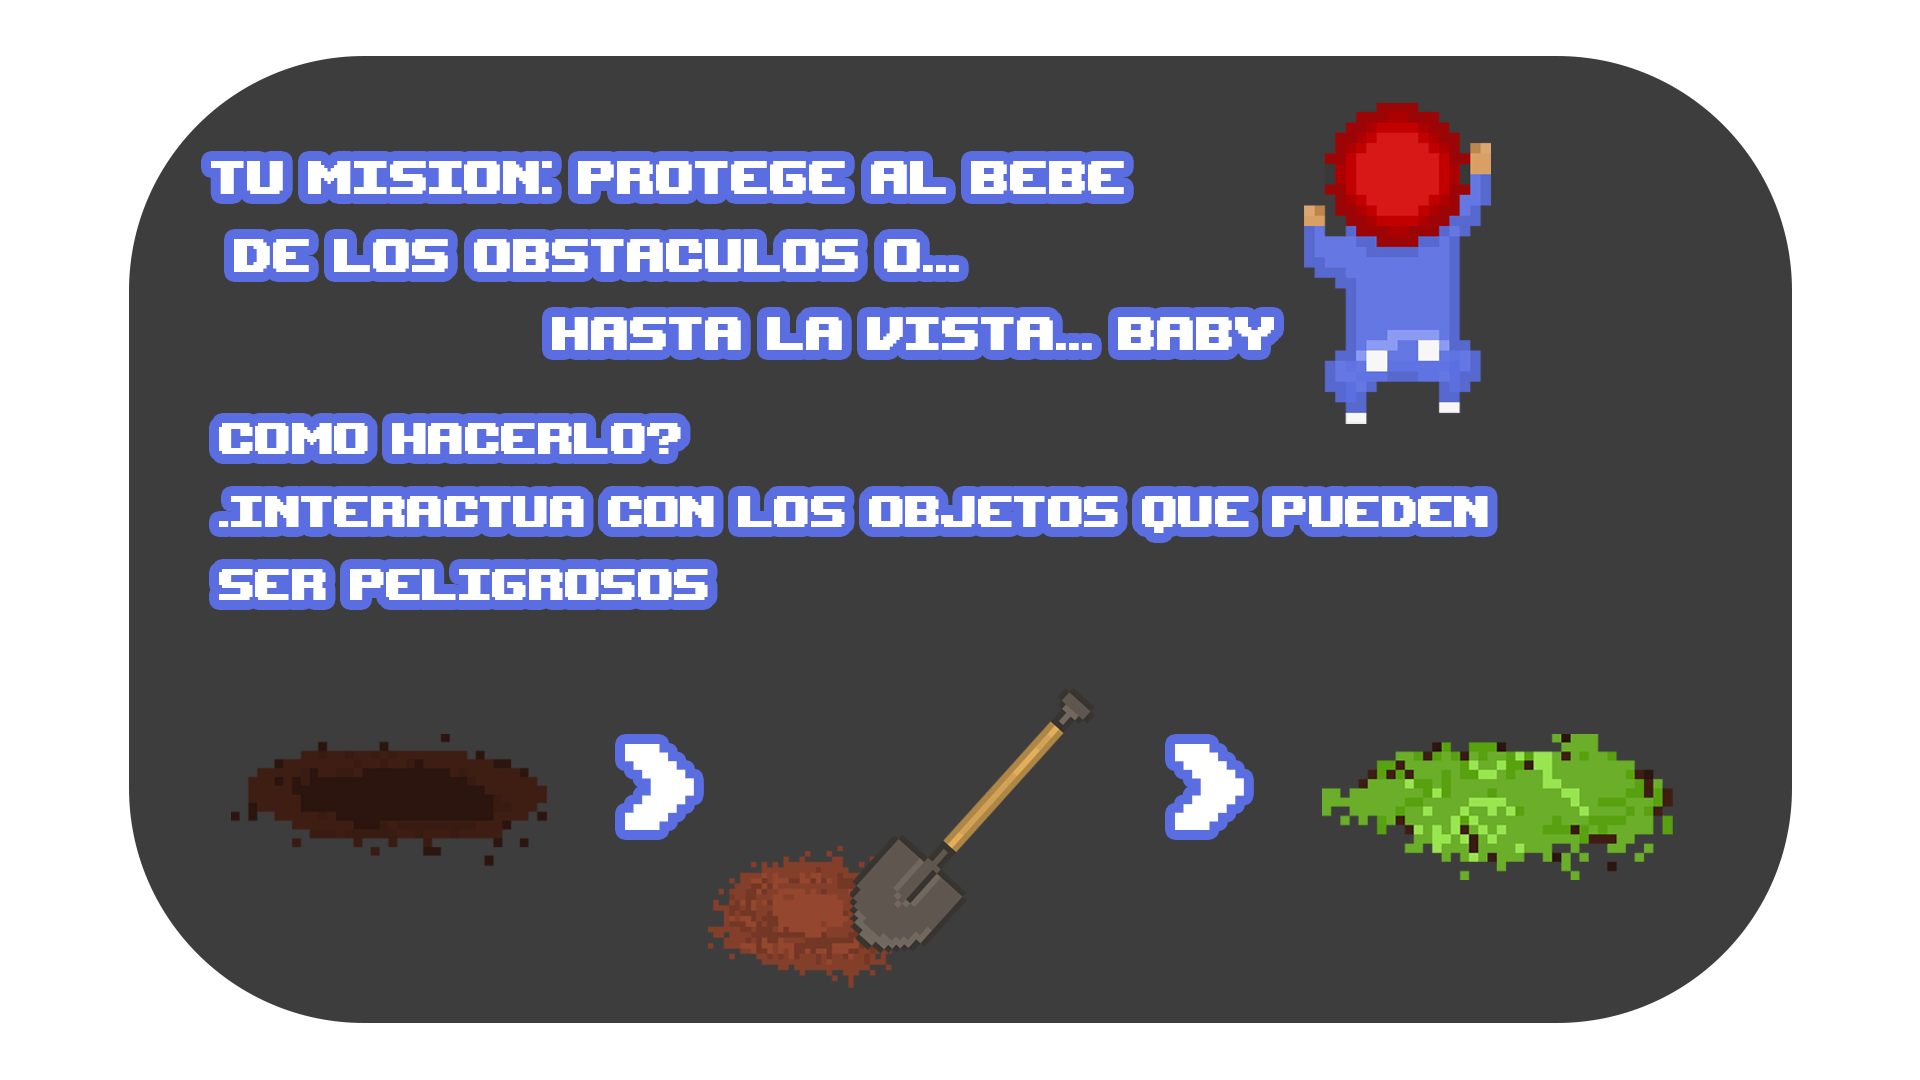 TU MISION: PROTEGE AL BEBE
DE LOS OBSTACULOS O...
HASTA LA VISTA... BABY
COMO HACERLO?
.INTERACTUA CON LOS OBJETOS QUE PUEDEN
SER PELIGROSOS